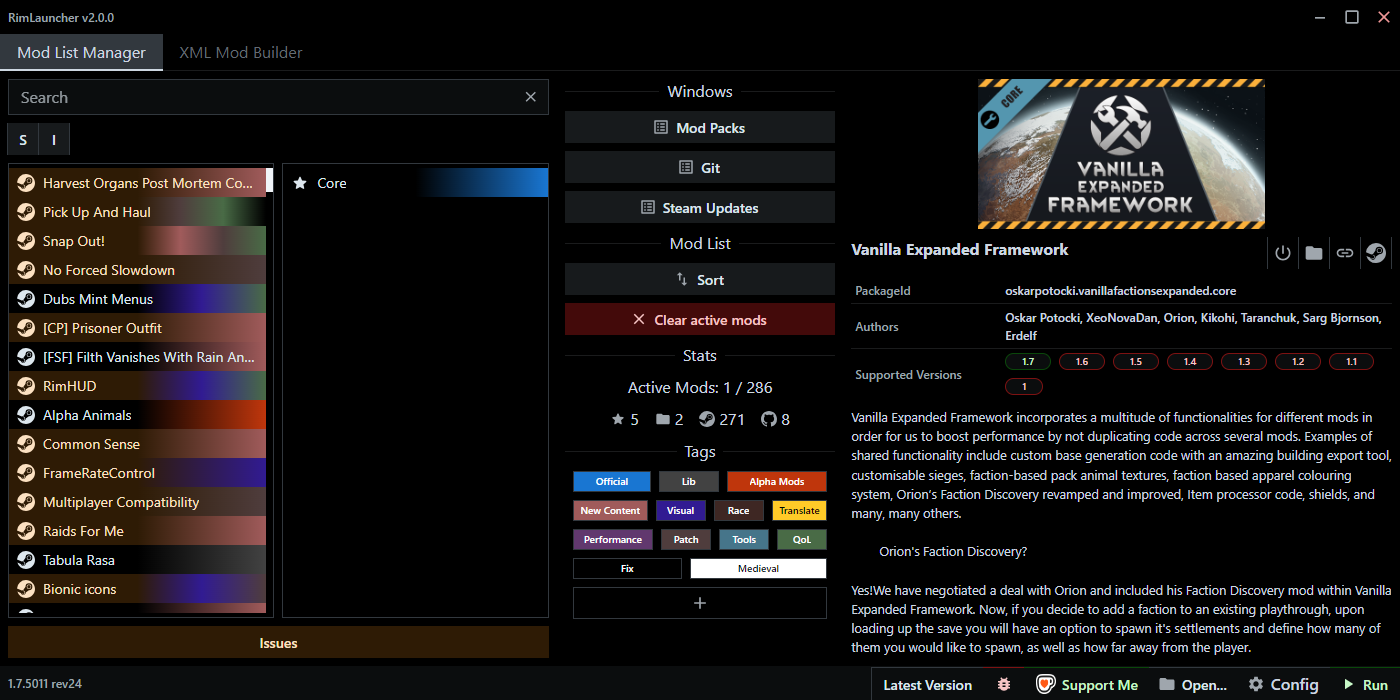 RimLauncher v2.0.0
Mod List Manager
XML Mod Builder
Search
S
I
Harvest Organs Post Mortem Co...
Pick Up And Haul
Snap Out!
No Forced Slowdown
Dubs Mint Menus
[CP] Prisoner Outfit
[FSF] Filth Vanishes With Rain An...
RimHUD
Alpha Animals
Common Sense
FrameRateControl
Multiplayer Compatibility
Raids For Me
Tabula Rasa
Bionic icons
Issues
Core
Windows
Mod Packs
Git
Steam Updates
Mod List
Sort
Clear active mods
Stats
Active Mods: 1 / 286
5 2 271 8
Tags
Official Lib Alpha Mods
New Content Visual Race Translate
Performance Patch Tools QoL
Fix Medieval
CORE
VANILLA
EXPANDED
FRAMEWORK
Vanilla Expanded Framework
PackageId oskarpotocki.vanillafactionsexpanded.core
Authors Oskar Potocki, XeoNovaDan, Orion, Kikohi, Taranchuk, Sarg Bjornson,
Erdelf
Supported Versions 1.7 1.6 1.5 1.4 1.3 1.2 1.1
1
Vanilla Expanded Framework incorporates a multitude of functionalities for different mods in
order for us to boost performance by not duplicating code across several mods. Examples of
shared functionality include custom base generation code with an amazing building export tool,
customisable sieges, faction-based pack animal textures, faction based apparel colouring
system, Orion's Faction Discovery revamped and improved, Item processor code, shields, and
many, many others.
Orion's Faction Discovery?
Yes!We have negotiated a deal with Orion and included his Faction Discovery mod within Vanilla
Expanded Framework. Now, if you decide to add a faction to an existing playthrough, upon
loading up the save you will have an option to spawn it's settlements and define how many of
them you would like to spawn, as well as how far away from the player.
1.7.5011 rev24
Latest Version
Support Me
Open...
Config
Run